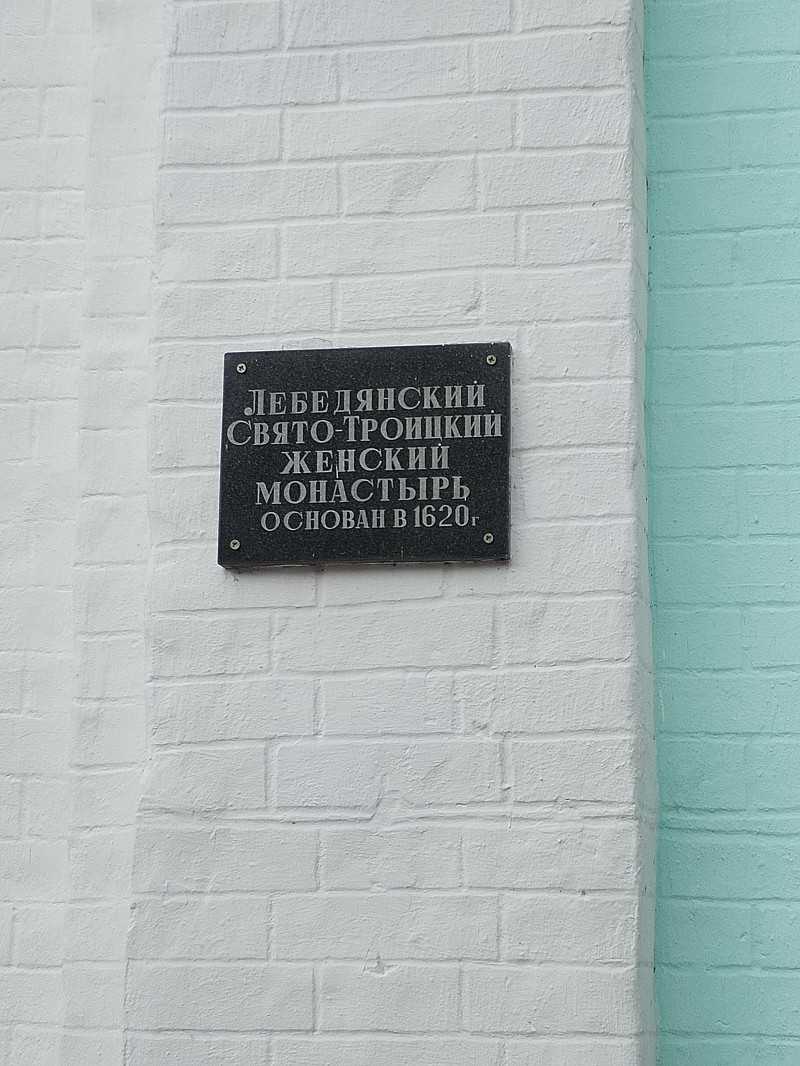 Лебедянский
Свято-Троицкий
женский
монастырь
основан в 1620г